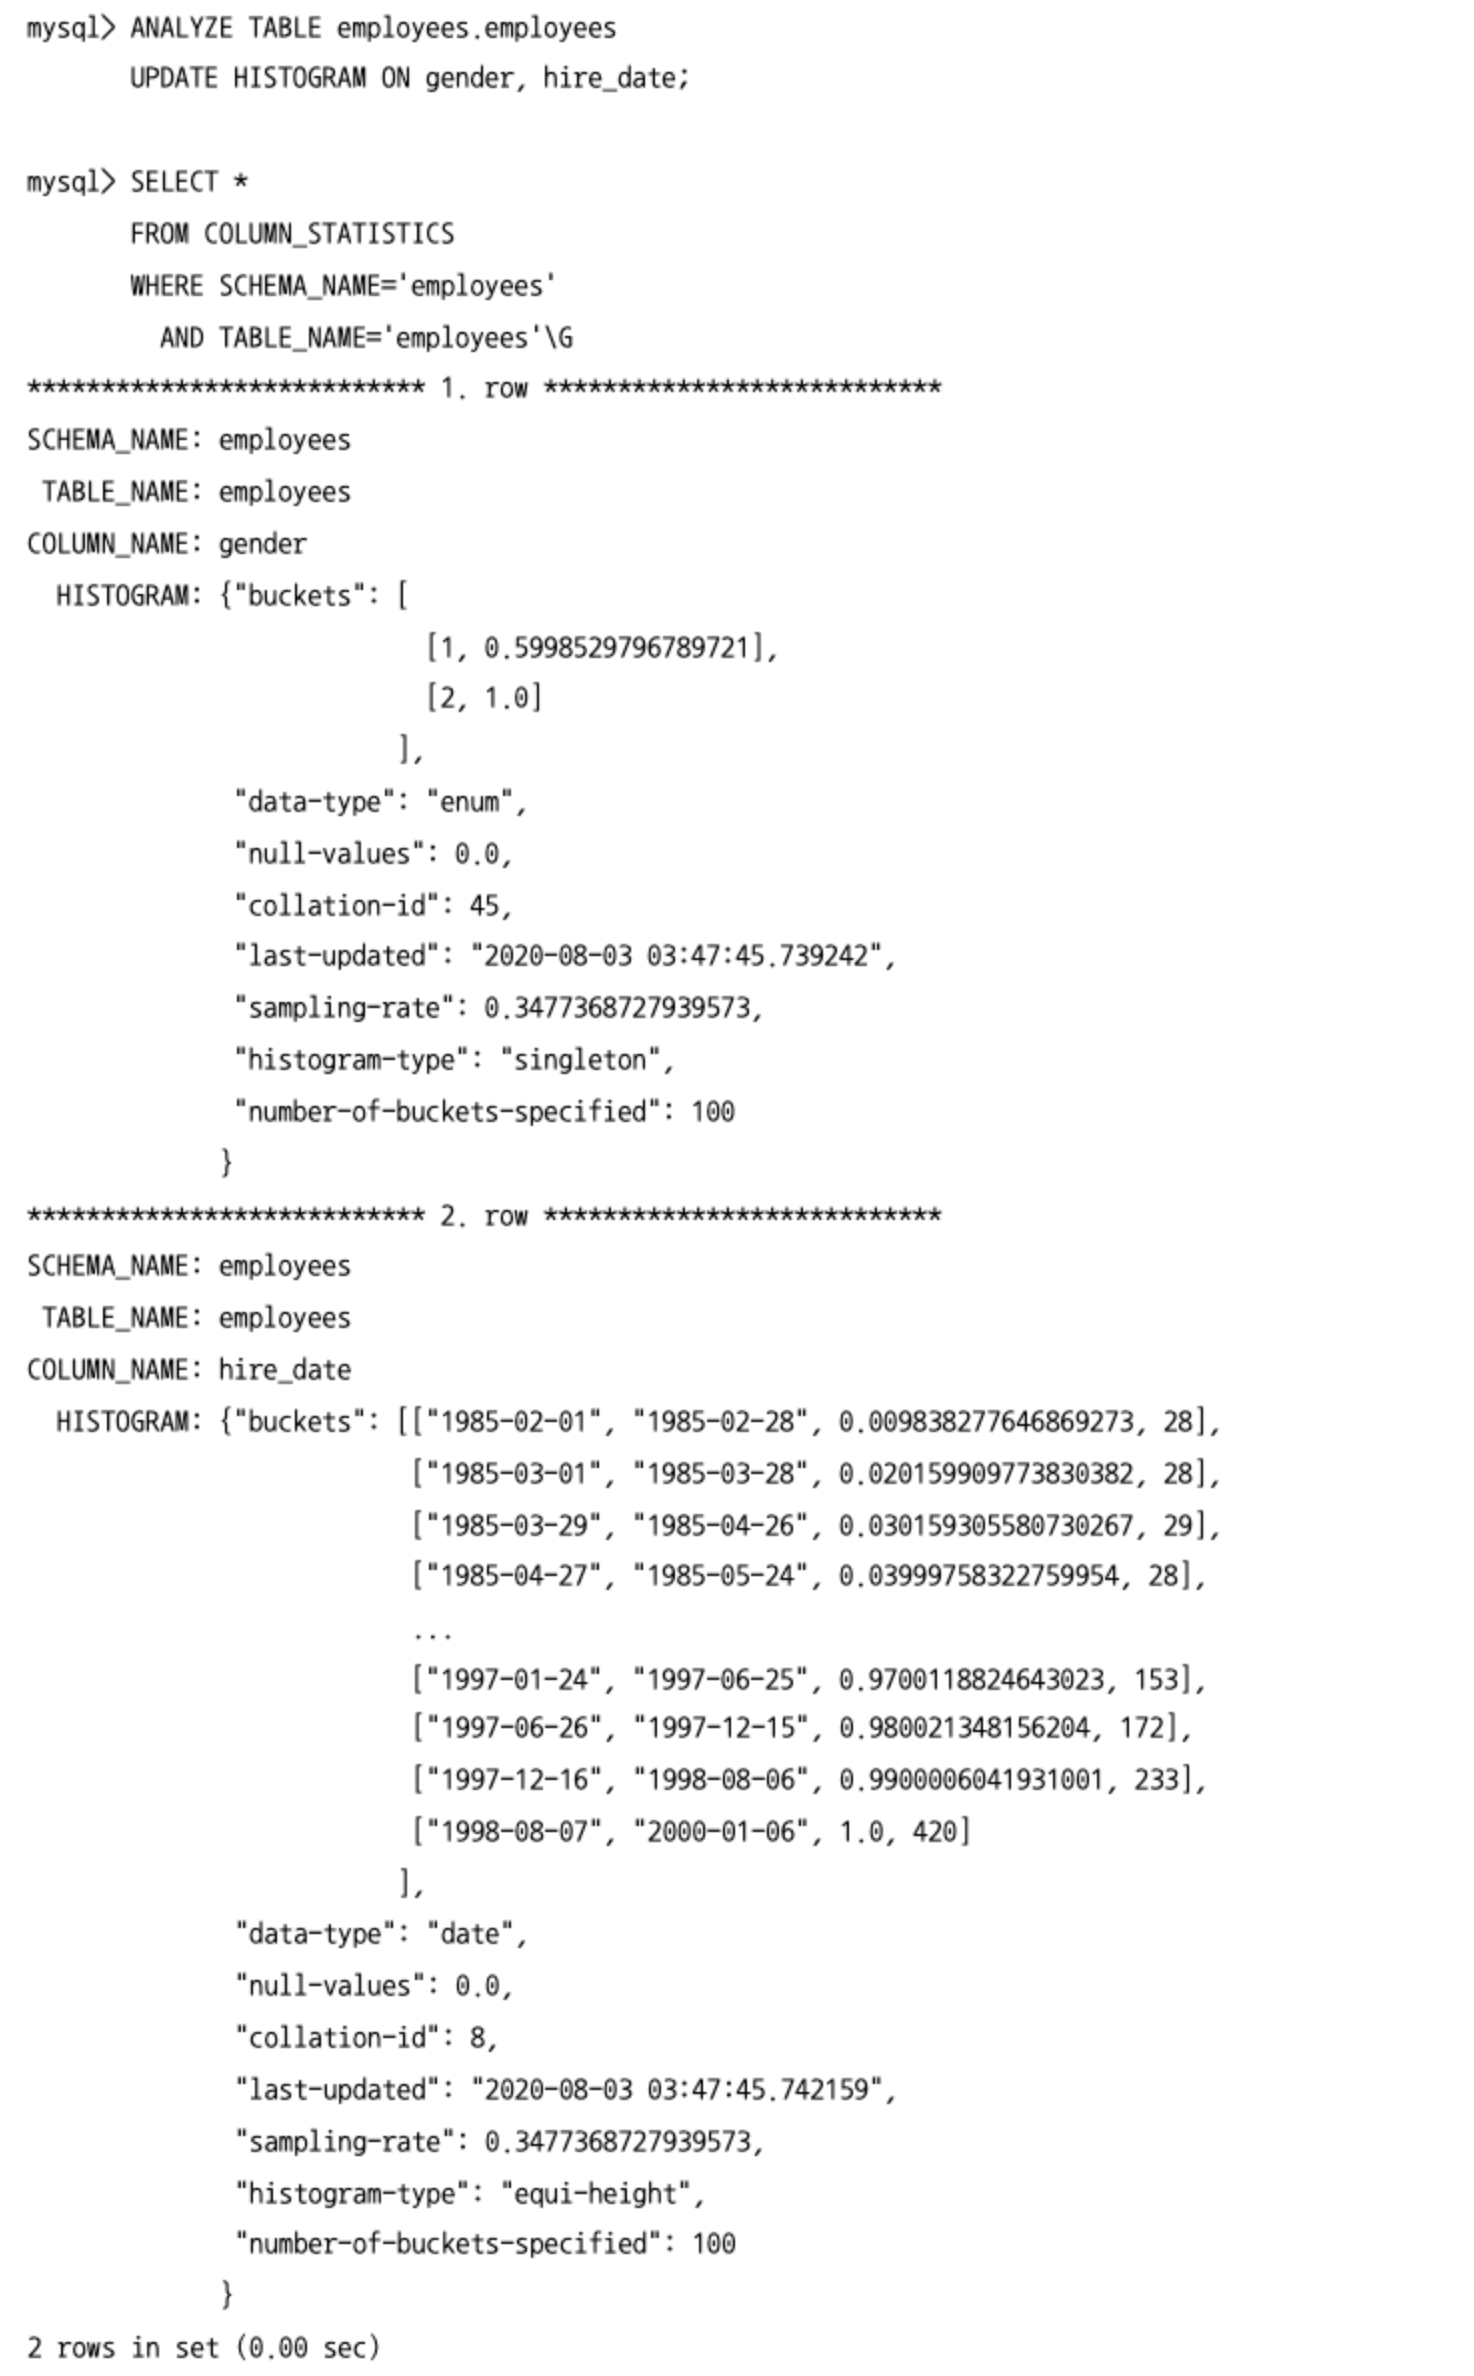 mysql> ANALYZE TABLE employees.employees
       UPDATE HISTOGRAM ON gender, hire_date;

mysql> SELECT *
       FROM COLUMN_STATISTICS
       WHERE SCHEMA_NAME='employees'
         AND TABLE_NAME='employees'\G
*************************** 1. row ***************************
SCHEMA_NAME: employees
 TABLE_NAME: employees
COLUMN_NAME: gender
  HISTOGRAM: {"buckets": [
                           [1, 0.5998529796789721],
                           [2, 1.0]
                         ],
              "data-type": "enum",
              "null-values": 0.0,
              "collation-id": 45,
              "last-updated": "2020-08-03 03:47:45.739242",
              "sampling-rate": 0.3477368727939573,
              "histogram-type": "singleton",
              "number-of-buckets-specified": 100
             }
*************************** 2. row ***************************
SCHEMA_NAME: employees
 TABLE_NAME: employees
COLUMN_NAME: hire_date
  HISTOGRAM: {"buckets": [["1985-02-01", "1985-02-28", 0.009838277646869273, 28],
                          ["1985-03-01", "1985-03-28", 0.020159909773830382, 28],
                          ["1985-03-29", "1985-04-26", 0.030159305580730267, 29],
                          ["1985-04-27", "1985-05-24", 0.03999758322759954, 28],
                          ...
                          ["1997-01-24", "1997-06-25", 0.9700118824643023, 153],
                          ["1997-06-26", "1997-12-15", 0.980021348156204, 172],
                          ["1997-12-16", "1998-08-06", 0.9900006041931001, 233],
                          ["1998-08-07", "2000-01-06", 1.0, 420]
                         ],
              "data-type": "date",
              "null-values": 0.0,
              "collation-id": 8,
              "last-updated": "2020-08-03 03:47:45.742159",
              "sampling-rate": 0.3477368727939573,
              "histogram-type": "equi-height",
              "number-of-buckets-specified": 100
             }
2 rows in set (0.00 sec)